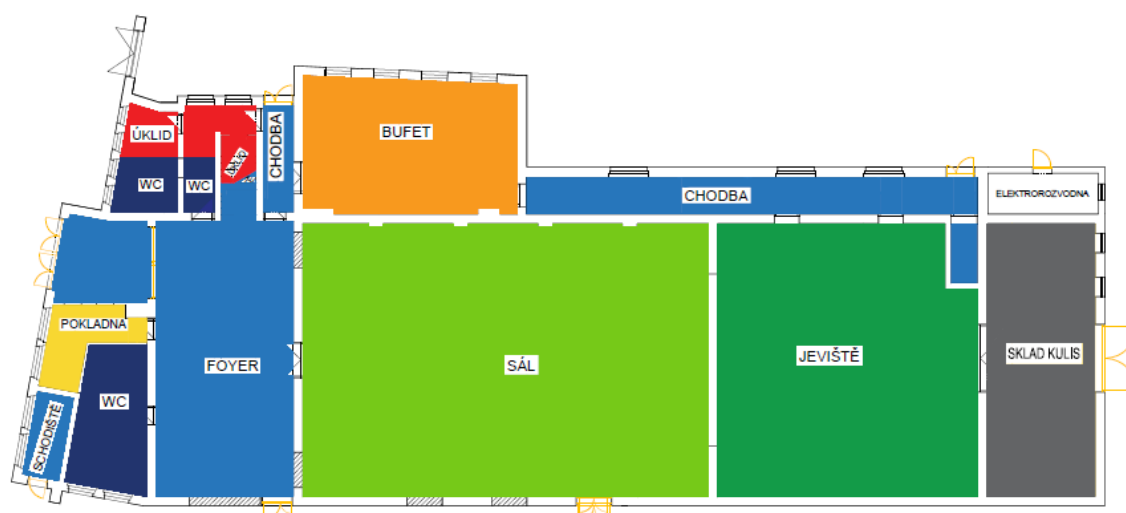 ÚKLID
CHODBA
BUFET
WC
WC
CHODBA
ELEKTROROZVODNA
POKLADNA
FOYER
SÁL
JEVIŠTĚ
SKLAD KULIS
WC
SCHODIŠTĚ